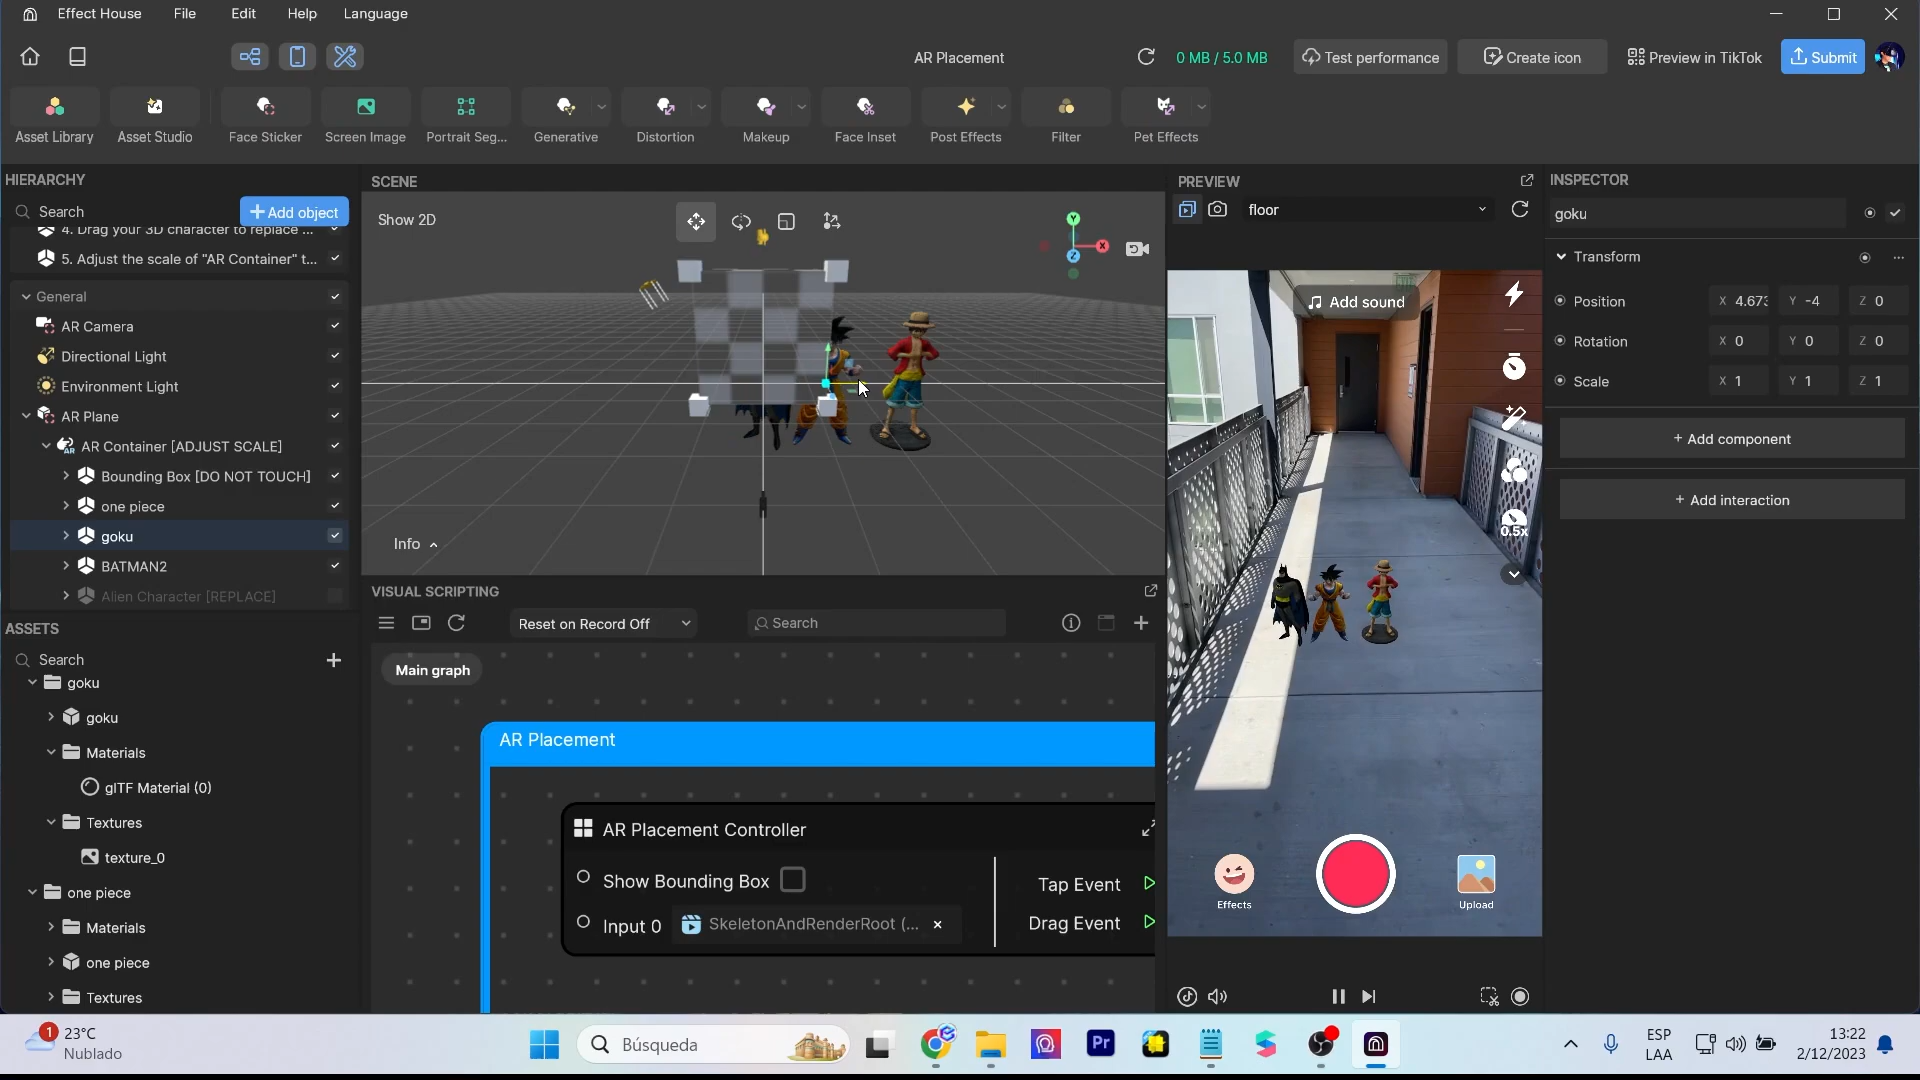 Effect House File Edit Help Language
AR Placement
0 MB / 5.0 MB
Test performance
Create icon
Preview in TikTok
Submit
Asset Library
Asset Studio
Face Sticker
Screen Image
Portrait Seg...
Generative
Distortion
Makeup
Face Inset
Post Effects
Filter
Pet Effects
HIERARCHY
Search
Add object
4. Drag your 3D character to replace ...
5. Adjust the scale of "AR Container" t...
General
AR Camera
Directional Light
Environment Light
AR Plane
AR Container [ADJUST SCALE]
Bounding Box [DO NOT TOUCH]
one piece
goku
BATMAN2
Alien Character [REPLACE]
ASSETS
Search
goku
goku
Materials
glTF Material (0)
Textures
texture_0
one piece
Materials
one piece
Textures
SCENE
Show 2D
Y
X
Z
Info
VISUAL SCRIPTING
Reset on Record Off
Search
Main graph
AR Placement
AR Placement Controller
Show Bounding Box
Tap Event
Input 0
SkeletonAndRenderRoot (...
Drag Event
PREVIEW
floor
Add sound
0.5x
Effects
Upload
INSPECTOR
goku
Transform
Position X 4.673 Y -4 Z 0
Rotation X 0 Y 0 Z 0
Scale X 1 Y 1 Z 1
+ Add component
+ Add interaction
1
23°C
Nublado
Búsqueda
Pr
ESP
LAA
13:22
2/12/2023